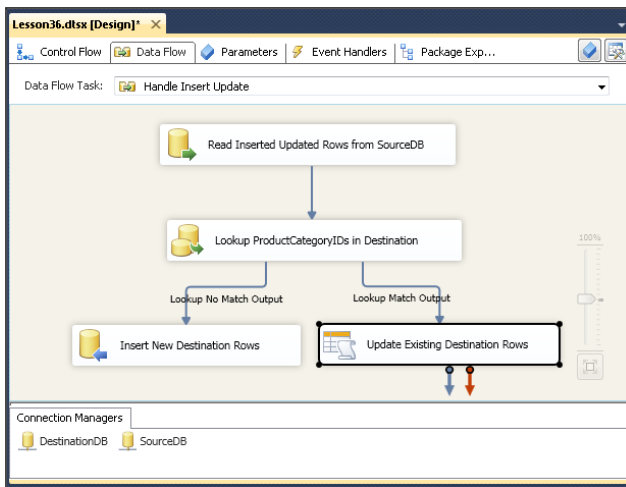 Lesson36.dtsx [Design]*
Control Flow Data Flow Parameters Event Handlers Package Exp...
Data Flow Task: Handle Insert Update
Read Inserted Updated Rows from SourceDB
Lookup ProductCategoryIDs in Destination
100%
Lookup No Match Output Lookup Match Output
Insert New Destination Rows Update Existing Destination Rows
Connection Managers
DestinationDB SourceDB